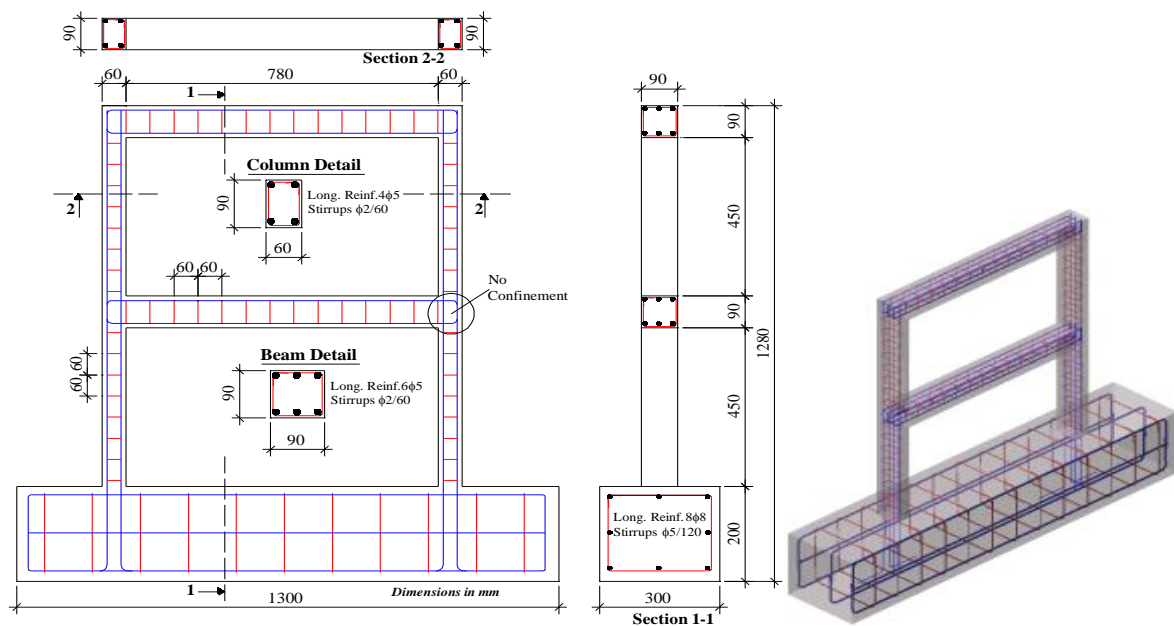 90
90
Section 2-2
60
780
60
1
90
90
Column Detail
Long. Reinf.4ϕ5
Stirrups ϕ2/60
90
60
2
2
450
60
60
No
Confinement
90
1280
Beam Detail
60
60
Long. Reinf.6ϕ5
Stirrups ϕ2/60
90
90
450
Long. Reinf. 8ϕ8
Stirrups ϕ5/120
200
1
Dimensions in mm
1300
300
Section 1-1